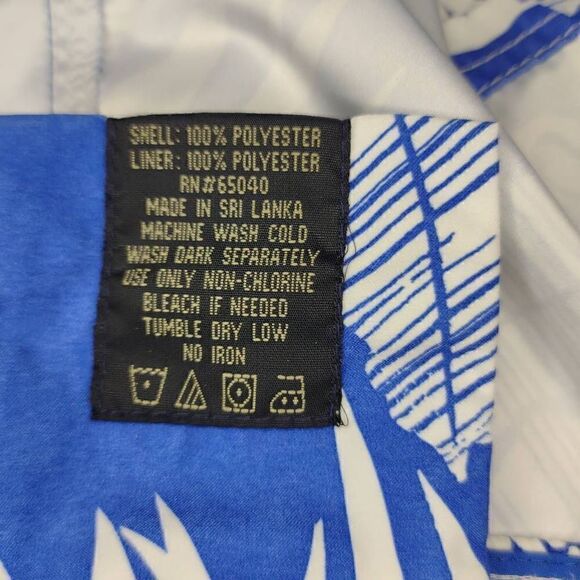 SHELL: 100% POLYESTER
LINER: 100% POLYESTER
RN#65040
MADE IN SRI LANKA
MACHINE WASH COLD
WASH DARK SEPARATELY
USE ONLY NON-CHLORINE
BLEACH IF NEEDED
TUMBLE DRY LOW
NO IRON